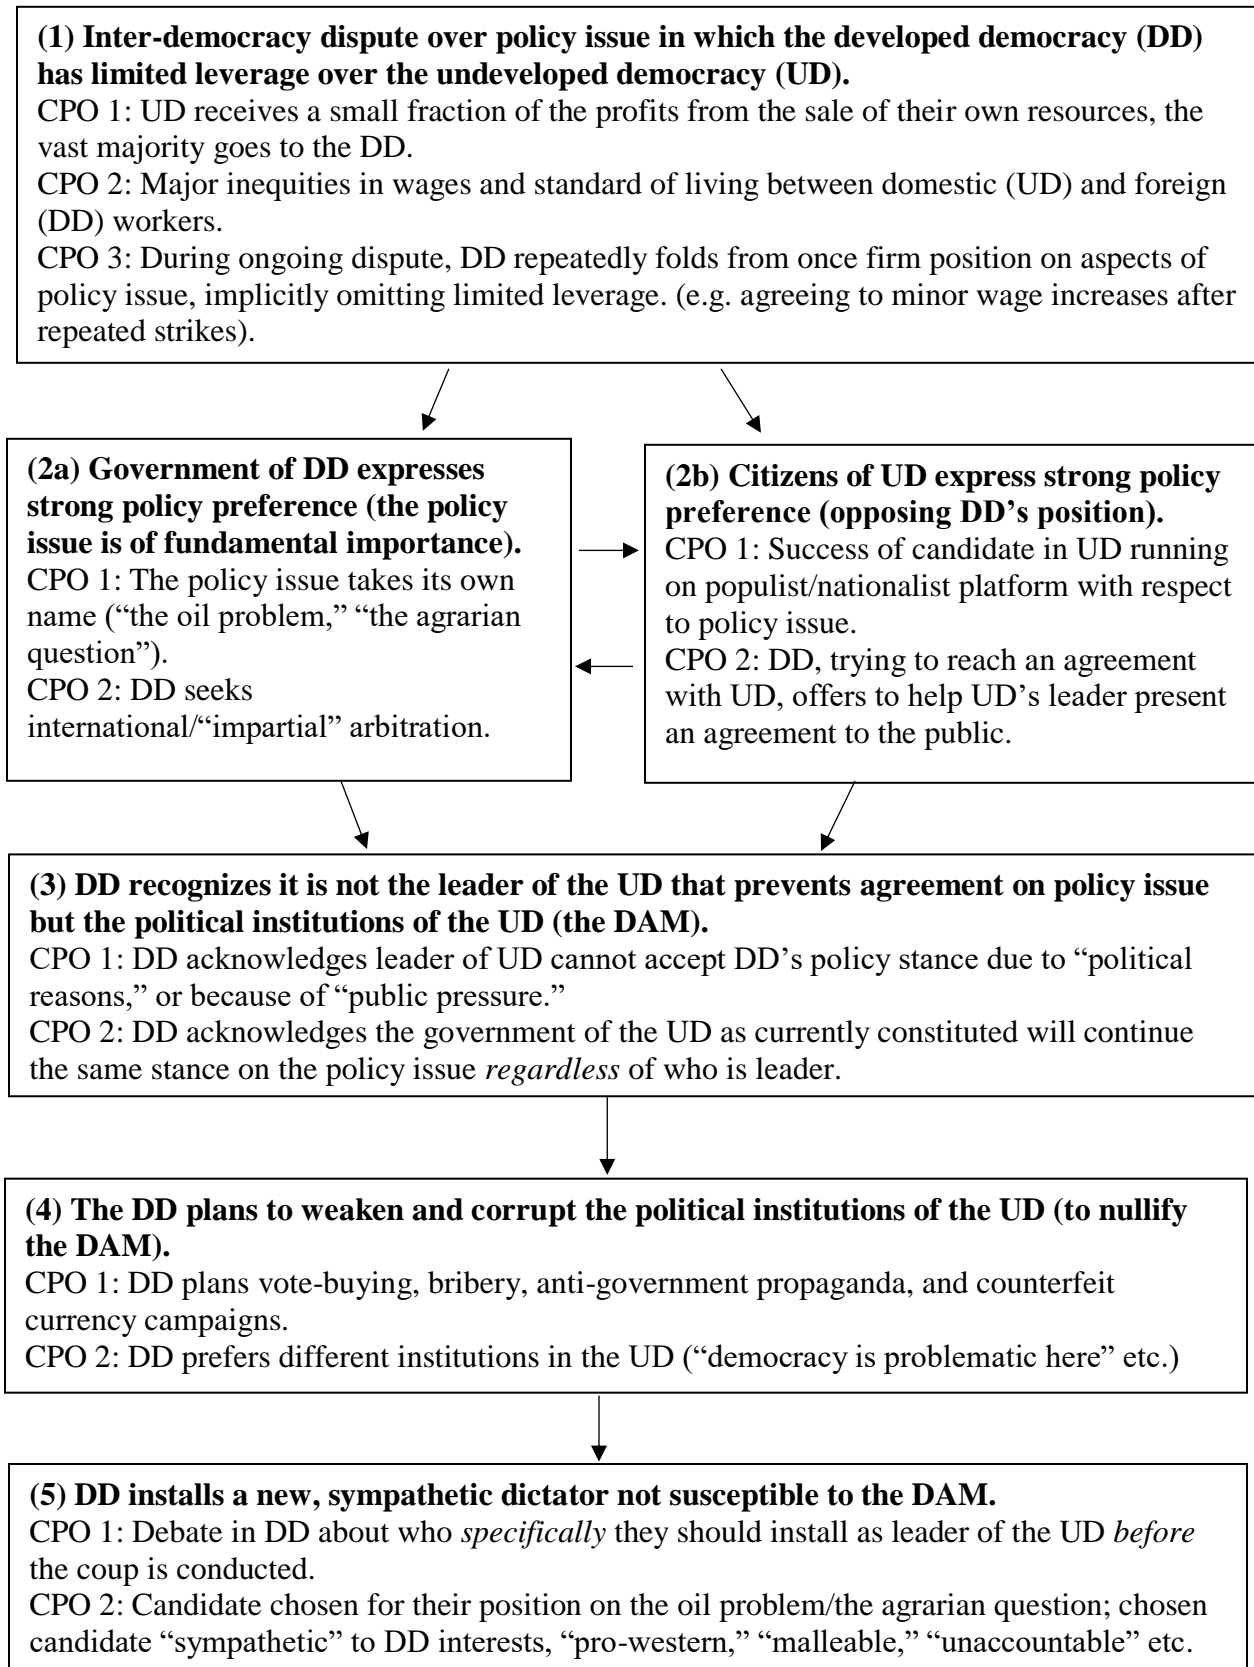 (1) Inter-democracy dispute over policy issue in which the developed democracy (DD)
has limited leverage over the undeveloped democracy (UD).
CPO 1: UD receives a small fraction of the profits from the sale of their own resources, the
vast majority goes to the DD.
CPO 2: Major inequities in wages and standard of living between domestic (UD) and foreign
(DD) workers.
CPO 3: During ongoing dispute, DD repeatedly folds from once firm position on aspects of
policy issue, implicitly omitting limited leverage. (e.g. agreeing to minor wage increases after
repeated strikes).
(2a) Government of DD expresses
strong policy preference (the policy
issue is of fundamental importance).
CPO 1: The policy issue takes its own
name (“the oil problem,” “the agrarian
question”).
CPO 2: DD seeks
international/“impartial” arbitration.
(2b) Citizens of UD express strong policy
preference (opposing DD’s position).
CPO 1: Success of candidate in UD running
on populist/nationalist platform with respect
to policy issue.
CPO 2: DD, trying to reach an agreement
with UD, offers to help UD’s leader present
an agreement to the public.
(3) DD recognizes it is not the leader of the UD that prevents agreement on policy issue
but the political institutions of the UD (the DAM).
CPO 1: DD acknowledges leader of UD cannot accept DD’s policy stance due to “political
reasons,” or because of “public pressure.”
CPO 2: DD acknowledges the government of the UD as currently constituted will continue
the same stance on the policy issue regardless of who is leader.
(4) The DD plans to weaken and corrupt the political institutions of the UD (to nullify
the DAM).
CPO 1: DD plans vote-buying, bribery, anti-government propaganda, and counterfeit
currency campaigns.
CPO 2: DD prefers different institutions in the UD (“democracy is problematic here” etc.)
(5) DD installs a new, sympathetic dictator not susceptible to the DAM.
CPO 1: Debate in DD about who specifically they should install as leader of the UD before
the coup is conducted.
CPO 2: Candidate chosen for their position on the oil problem/the agrarian question; chosen
candidate “sympathetic” to DD interests, “pro-western,” “malleable,” “unaccountable” etc.